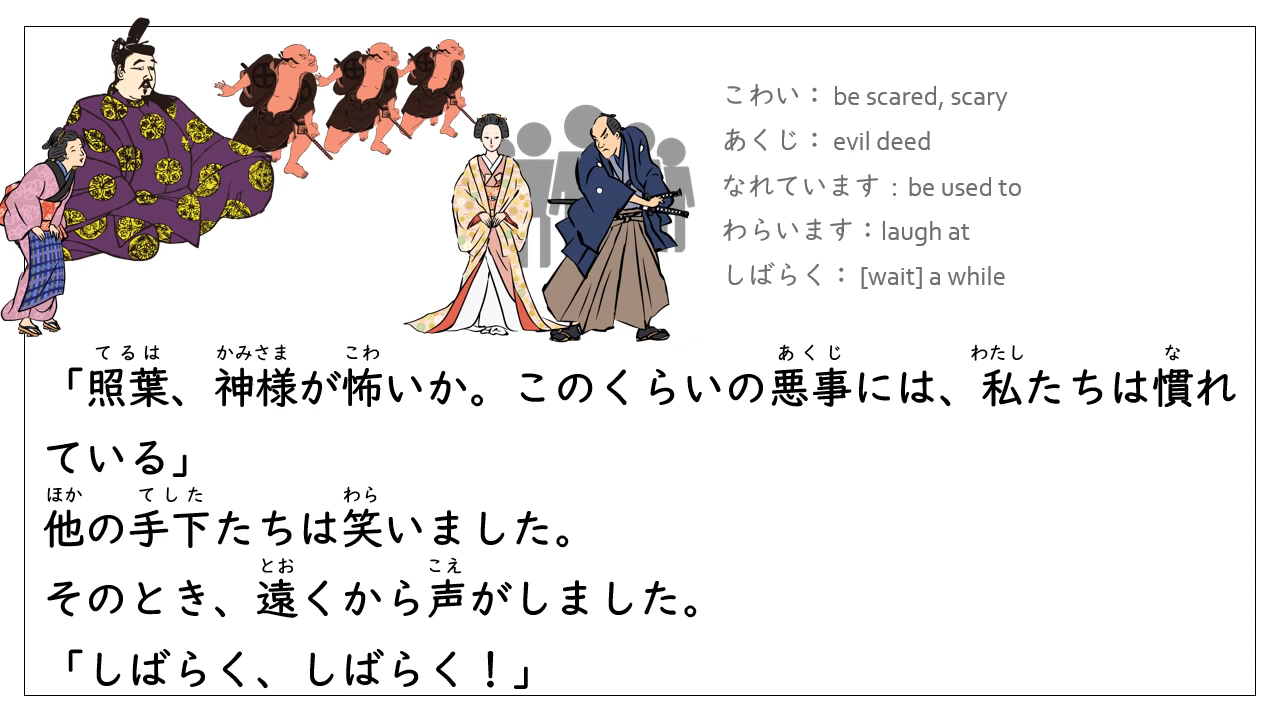 こわい： be scared, scary
あくじ： evil deed
なれています : be used to
わらいます：laugh at
しばらく： [wait] a while
てるは かみさま こわ あくじ わたし な
「照葉、神様が怖いか。このくらいの悪事には、私たちは慣れ
ている」
ほか てした わら
他の手下たちは笑いました。
とお こえ
そのとき、遠くから声がしました。
「しばらく、しばらく！」